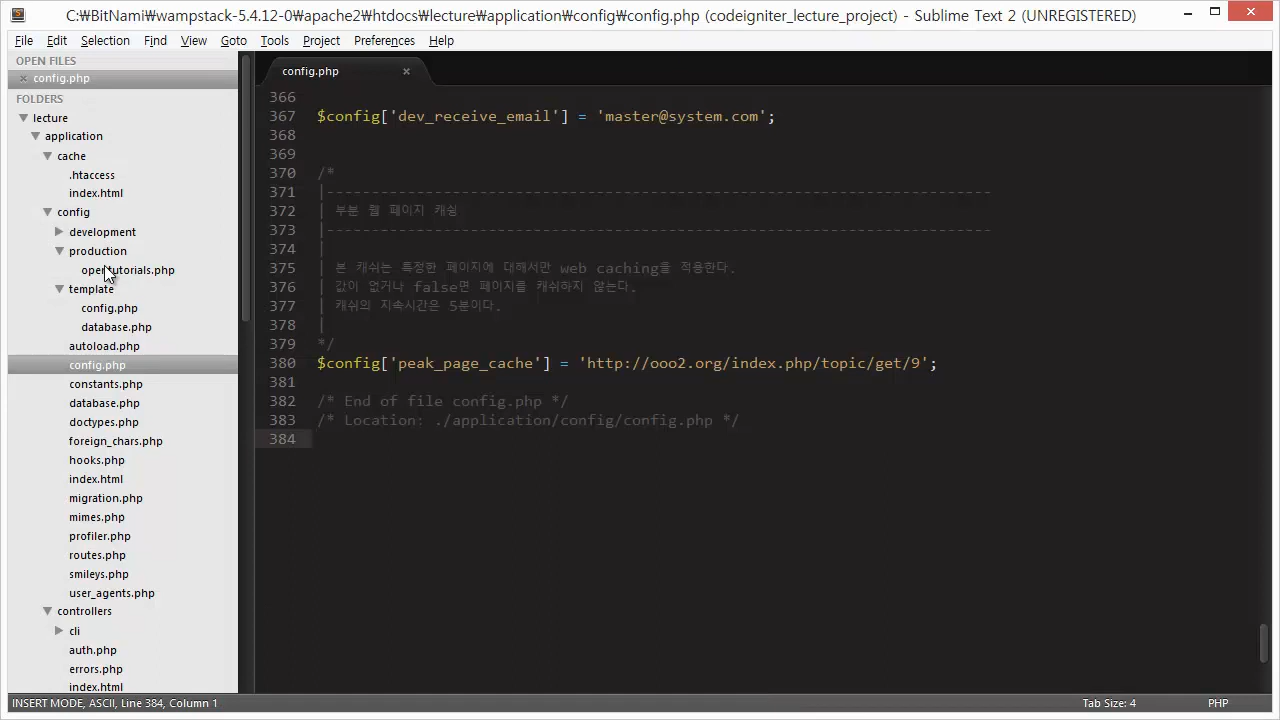 C:₩BitNami₩wampstack-5.4.12-0₩apache2₩htdocs₩lecture₩application₩config₩config.php (codeigniter_lecture_project) - Sublime Text 2 (UNREGISTERED)
File Edit Selection Find View Goto Tools Project Preferences Help
OPEN FILES
config.php
FOLDERS
lecture
application
cache
.htaccess
index.html
config
development
production
opentutorials.php
template
config.php
database.php
autoload.php
config.php
constants.php
database.php
doctypes.php
foreign_chars.php
hooks.php
index.html
migration.php
mimes.php
profiler.php
routes.php
smileys.php
user_agents.php
controllers
cli
auth.php
errors.php
index.html
config.php
366
367 $config['dev_receive_email'] = 'master@system.com';
368
369
370 /*
371 |--------------------------------------------------------------------------
372 | 부분 웹 페이지 캐슁
373 |--------------------------------------------------------------------------
374 |
375 | 본 캐쉬는 특정한 페이지에 대해서만 web caching을 적용한다.
376 | 값이 없거나 false면 페이지를 캐쉬하지 않는다.
377 | 캐쉬의 지속시간은 5분이다.
378 |
379 */
380 $config['peak_page_cache'] = 'http://ooo2.org/index.php/topic/get/9';
381
382 /* End of file config.php */
383 /* Location: ./application/config/config.php */
384
INSERT MODE, ASCII, Line 384, Column 1 Tab Size: 4 PHP